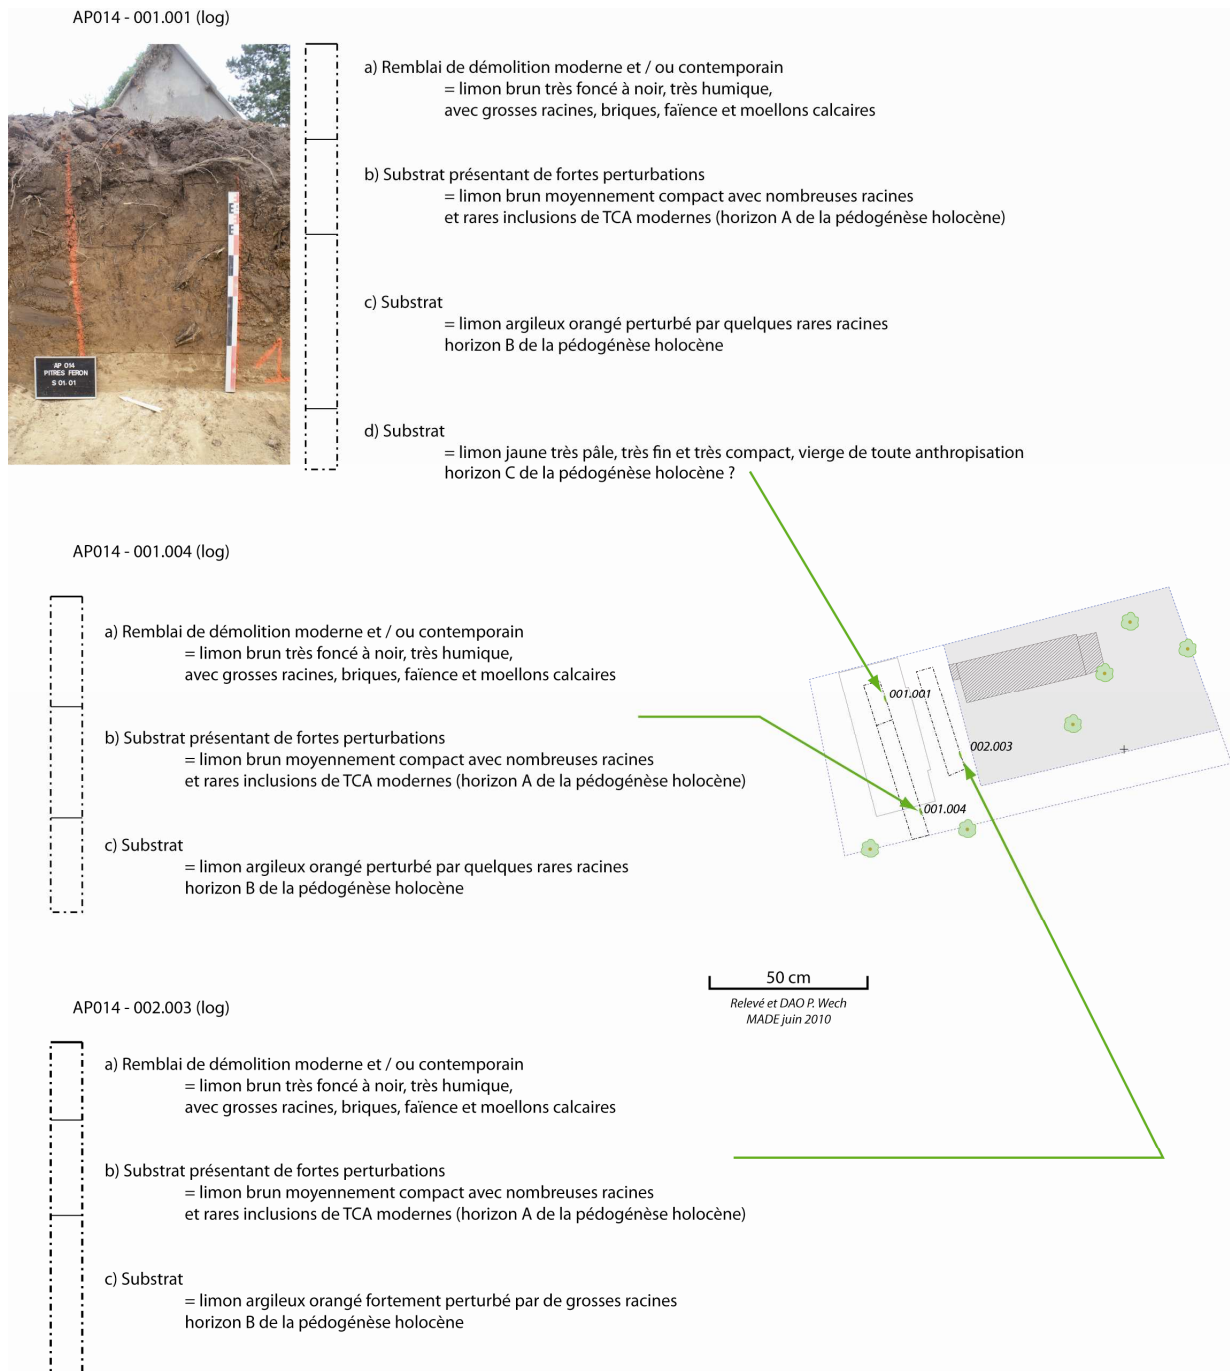 AP014 - 001.001 (log)
a) Remblai de démolition moderne et / ou contemporain
= limon brun très foncé à noir, très humique,
avec grosses racines, briques, faïence et moellons calcaires
b) Substrat présentant de fortes perturbations
= limon brun moyennement compact avec nombreuses racines
et rares inclusions de TCA modernes (horizon A de la pédogénèse holocène)
c) Substrat
= limon argileux orangé perturbé par quelques rares racines
horizon B de la pédogénèse holocène
d) Substrat
= limon jaune très pâle, très fin et très compact, vierge de toute anthropisation
horizon C de la pédogénèse holocène ?
E
E
AP 014
PITRES FERON
S 01. 01
1
AP014 - 001.004 (log)
a) Remblai de démolition moderne et / ou contemporain
= limon brun très foncé à noir, très humique,
avec grosses racines, briques, faïence et moellons calcaires
b) Substrat présentant de fortes perturbations
= limon brun moyennement compact avec nombreuses racines
et rares inclusions de TCA modernes (horizon A de la pédogénèse holocène)
c) Substrat
= limon argileux orangé perturbé par quelques rares racines
horizon B de la pédogénèse holocène
001.001
002.003
001.004
50 cm
Relevé et DAO P. Wech
MADE juin 2010
AP014 - 002.003 (log)
a) Remblai de démolition moderne et / ou contemporain
= limon brun très foncé à noir, très humique,
avec grosses racines, briques, faïence et moellons calcaires
b) Substrat présentant de fortes perturbations
= limon brun moyennement compact avec nombreuses racines
et rares inclusions de TCA modernes (horizon A de la pédogénèse holocène)
c) Substrat
= limon argileux orangé fortement perturbé par de grosses racines
horizon B de la pédogénèse holocène